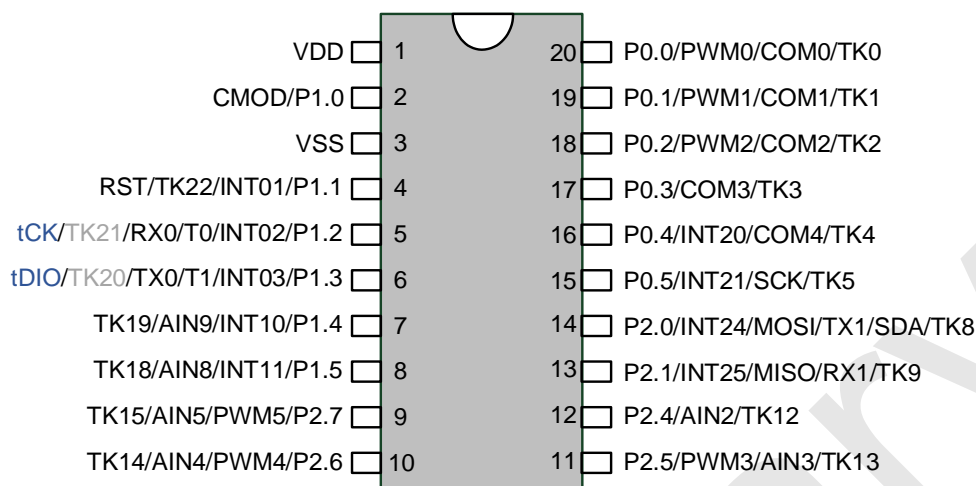 VDD 1 20 P0.0/PWM0/COM0/TK0
CMOD/P1.0 2 19 P0.1/PWM1/COM1/TK1
VSS 3 18 P0.2/PWM2/COM2/TK2
RST/TK22/INT01/P1.1 4 17 P0.3/COM3/TK3
tCK/TK21/RX0/T0/INT02/P1.2 5 16 P0.4/INT20/COM4/TK4
tDIO/TK20/TX0/T1/INT03/P1.3 6 15 P0.5/INT21/SCK/TK5
TK19/AIN9/INT10/P1.4 7 14 P2.0/INT24/MOSI/TX1/SDA/TK8
TK18/AIN8/INT11/P1.5 8 13 P2.1/INT25/MISO/RX1/TK9
TK15/AIN5/PWM5/P2.7 9 12 P2.4/AIN2/TK12
TK14/AIN4/PWM4/P2.6 10 11 P2.5/PWM3/AIN3/TK13